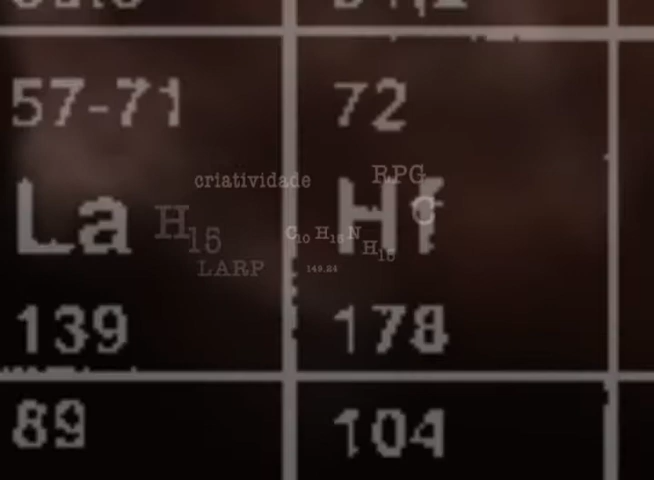 57-71 72
La Hf
139 178
89 104
criatividade
RPG
C
H15
C10 H15 N
H15
LARP
149.24